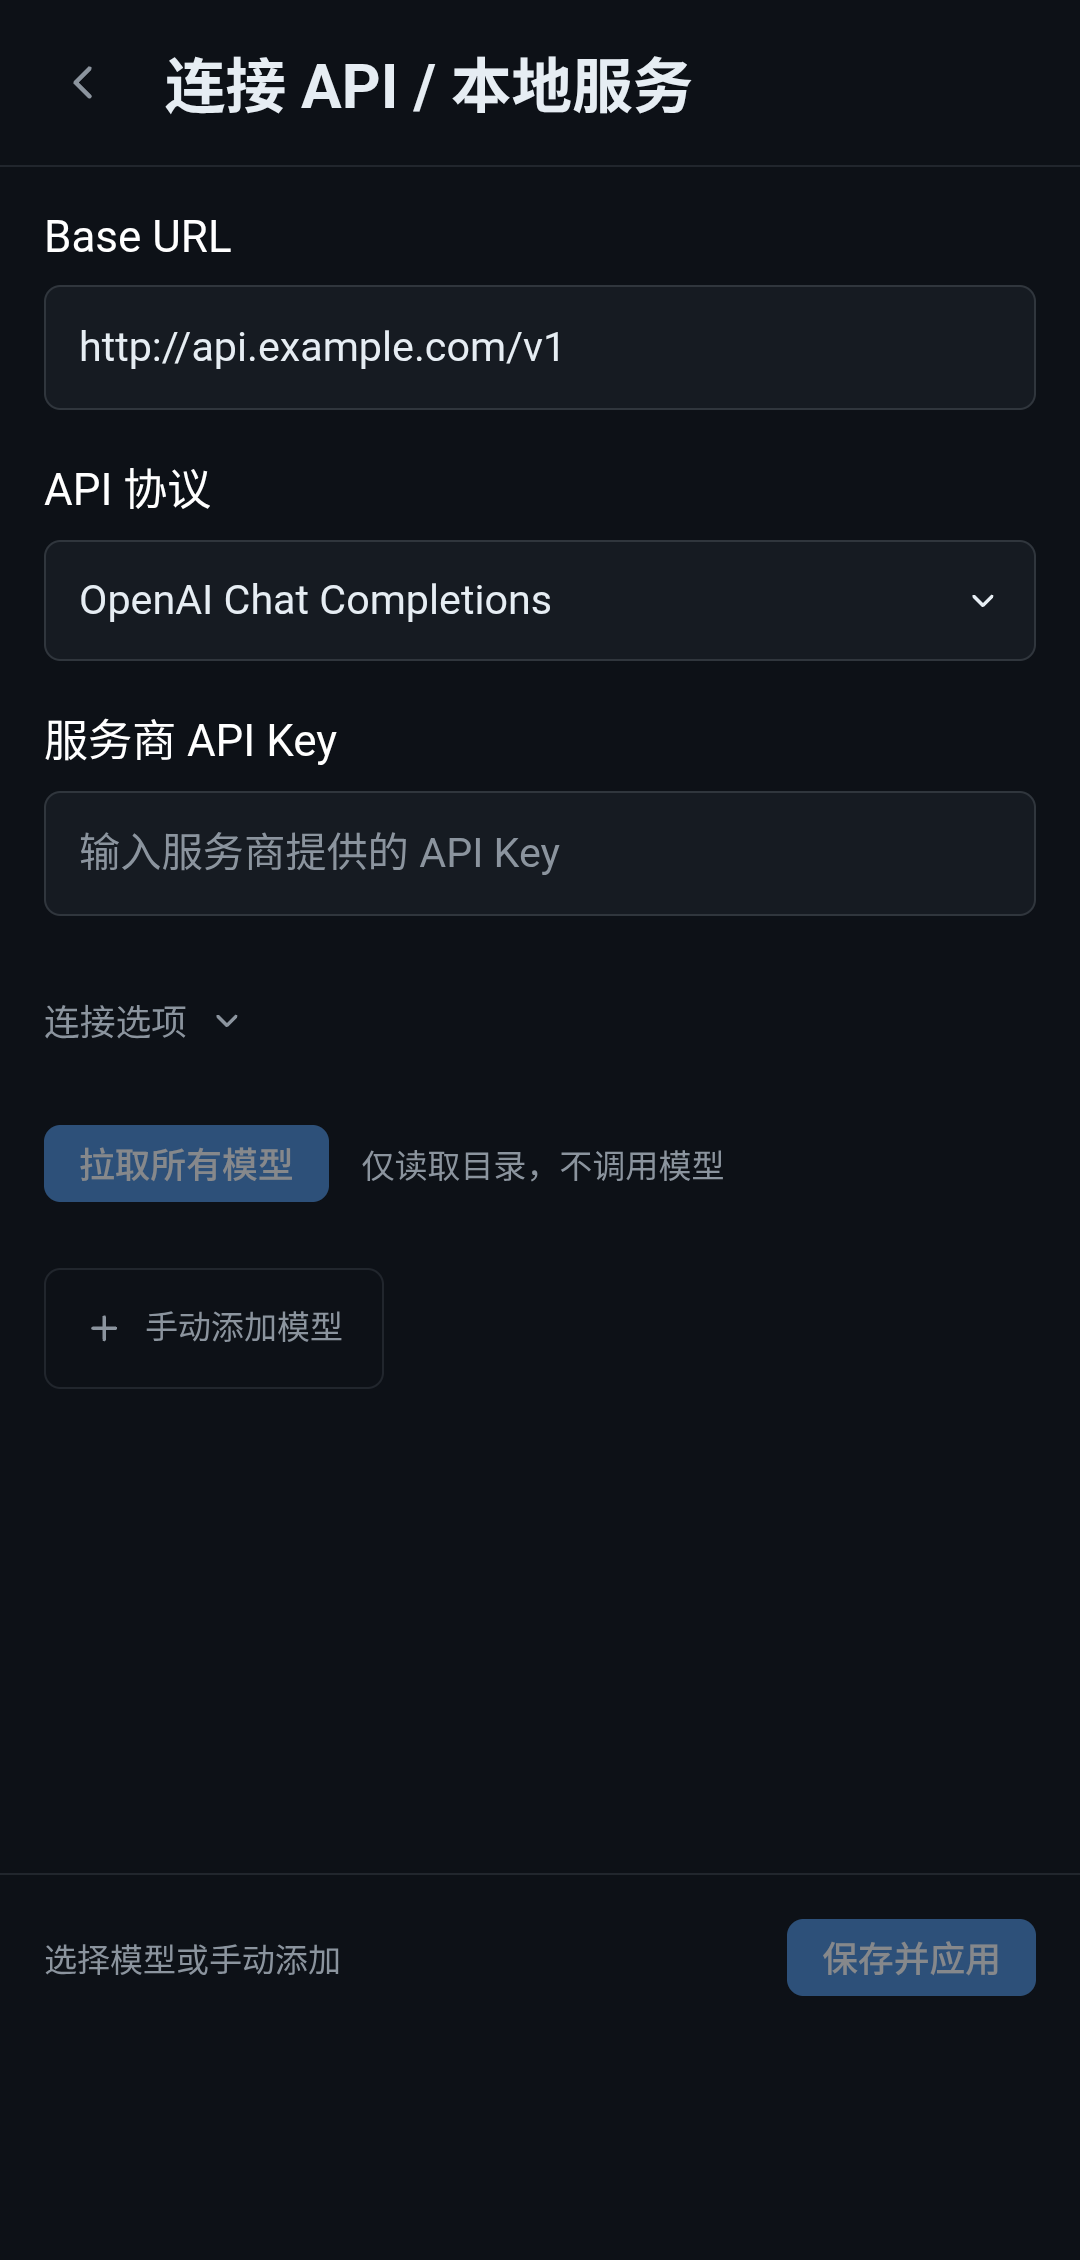 连接 API / 本地服务
Base URL
http://api.example.com/v1
API 协议
OpenAI Chat Completions
服务商 API Key
输入服务商提供的 API Key
连接选项
拉取所有模型 仅读取目录，不调用模型
+ 手动添加模型
选择模型或手动添加 保存并应用